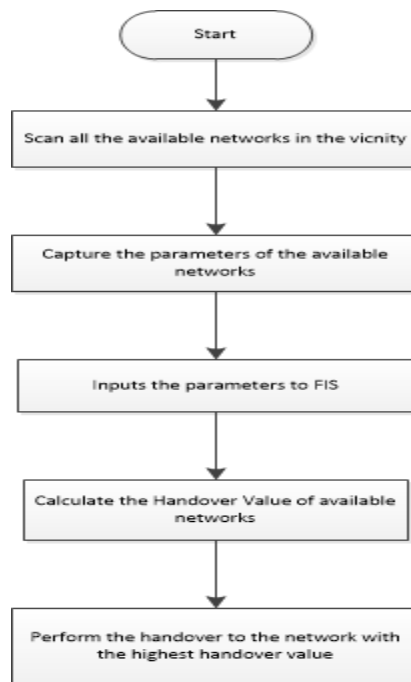 Start
Scan all the available networks in the vicnity
Capture the parameters of the available
networks
Inputs the parameters to FIS
Calculate the Handover Value of available
networks
Perform the handover to the network with
the highest handover value